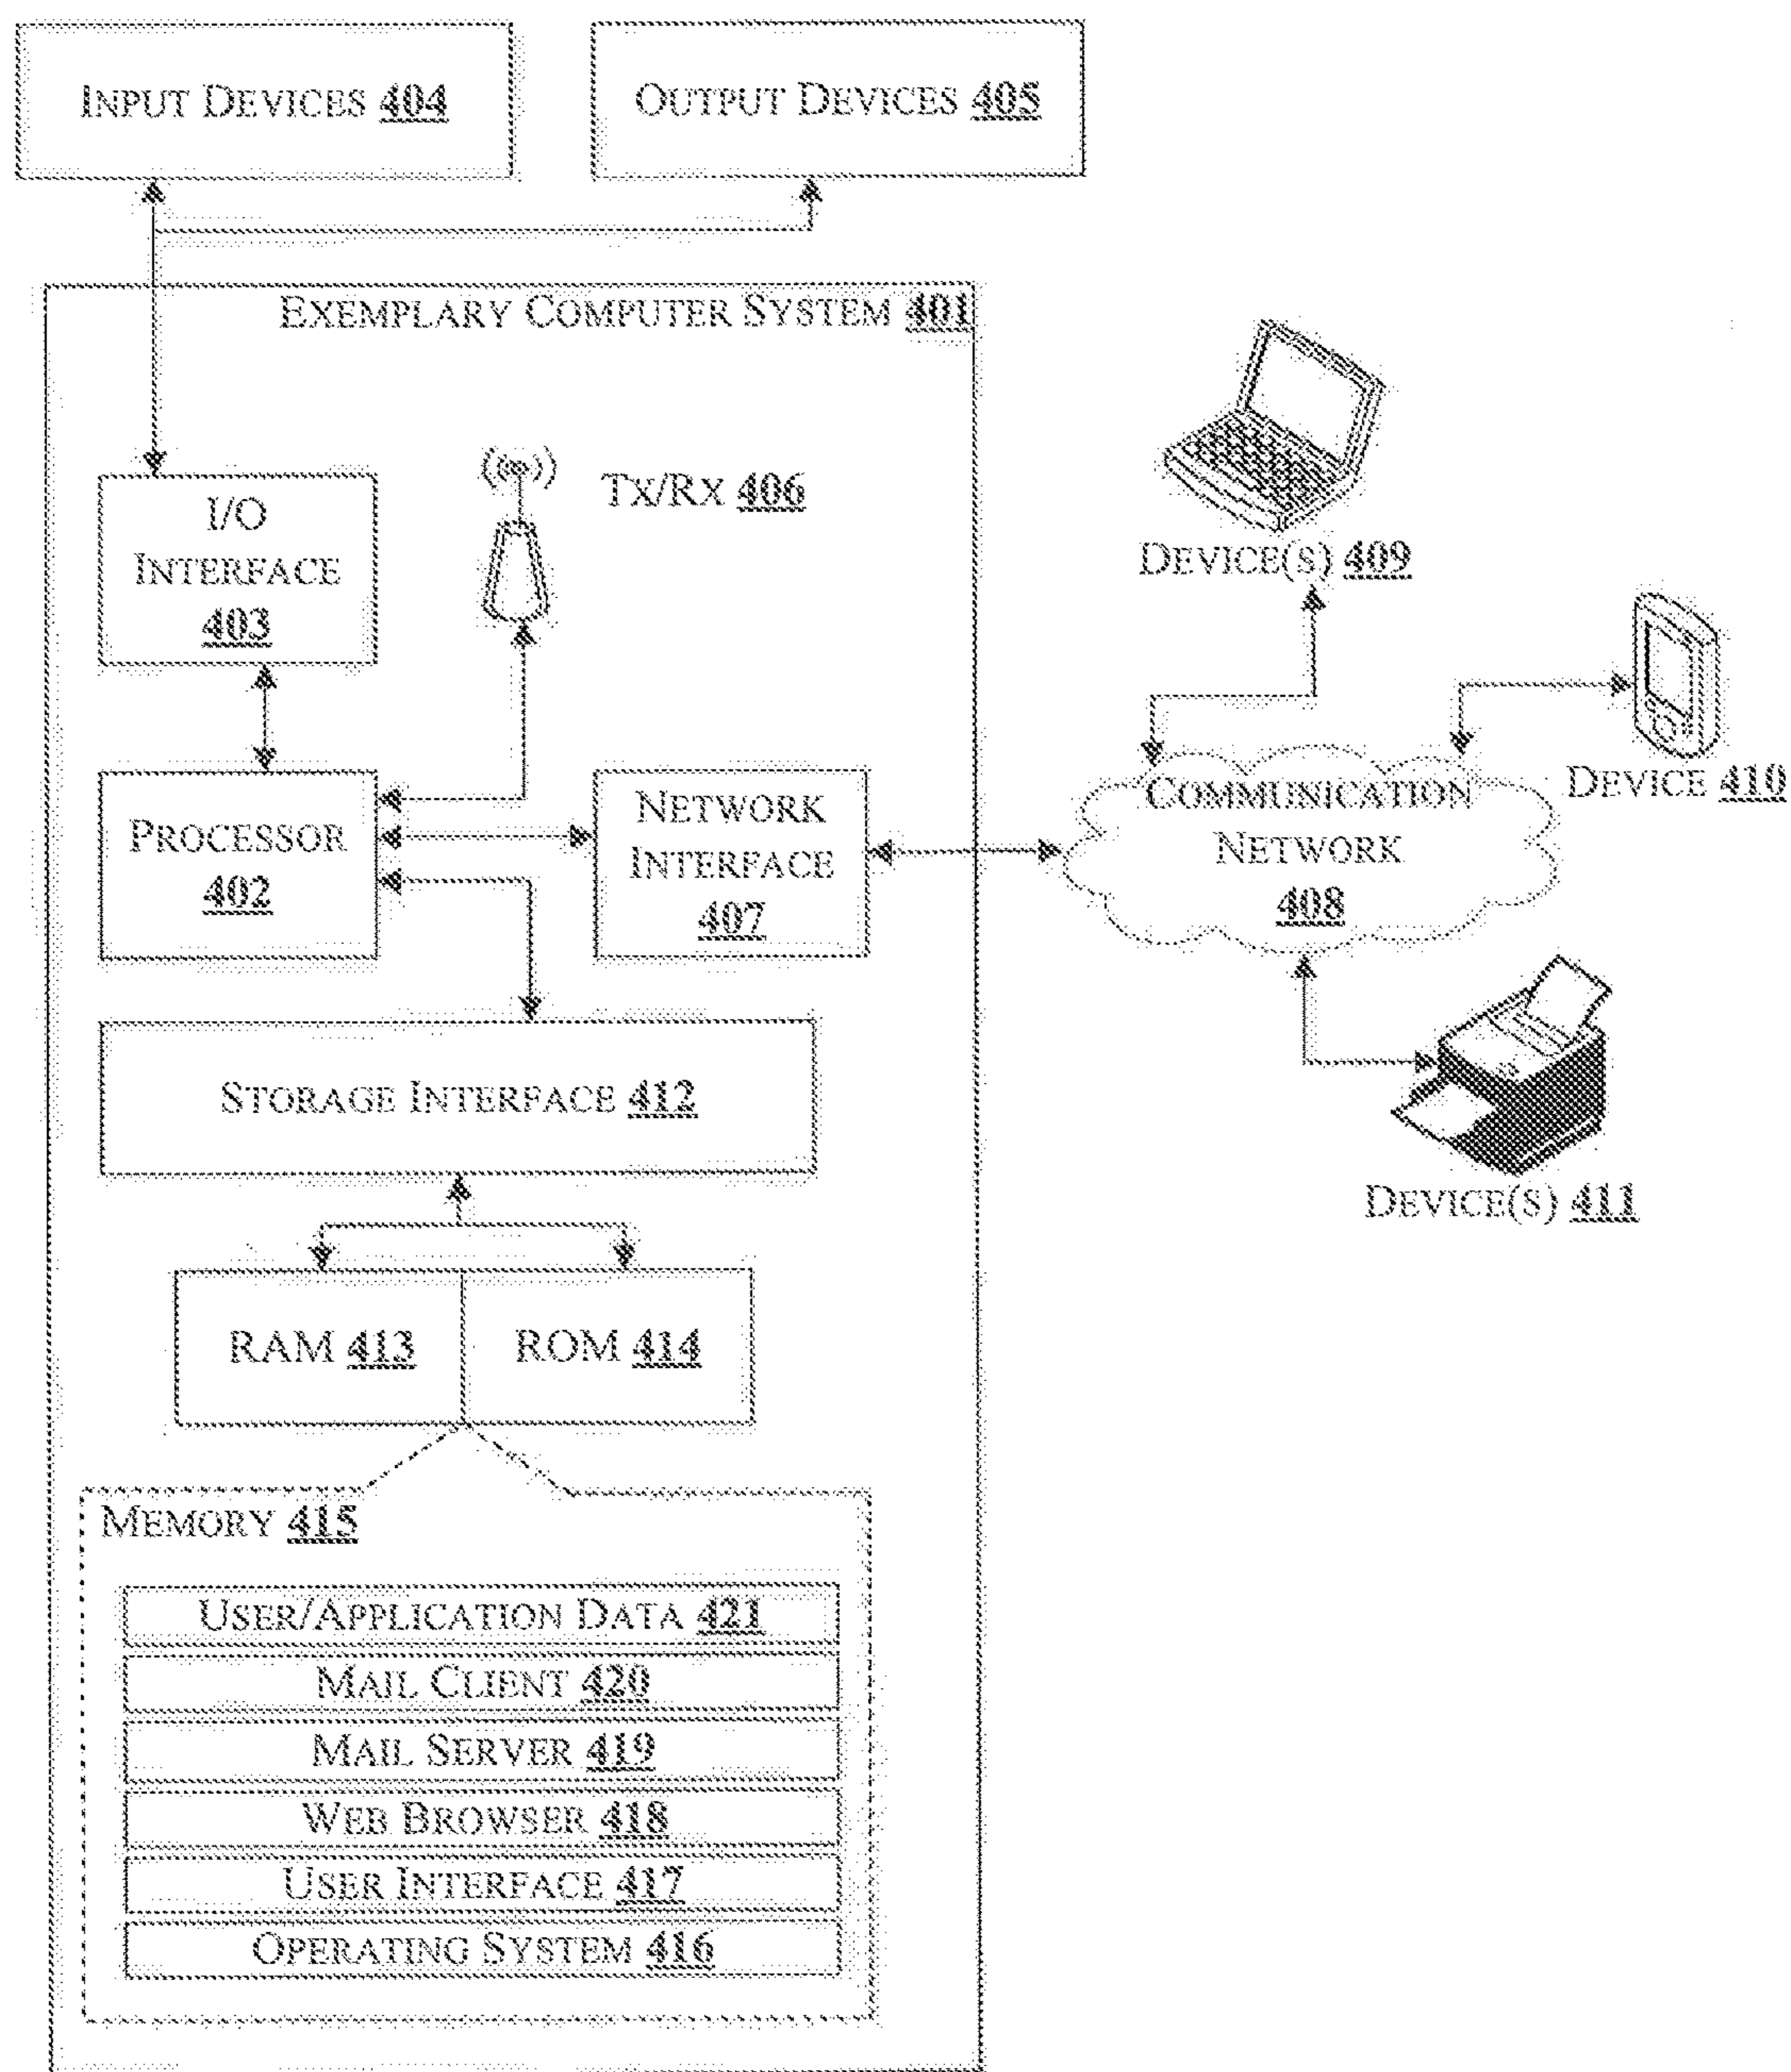 INPUT DEVICES 404
OUTPUT DEVICES 405
EXEMPLARY COMPUTER SYSTEM 401
I/O
INTERFACE
403
TX/RX 406
DEVICE(S) 409
DEVICE 410
PROCESSOR
402
NETWORK
INTERFACE
407
COMMUNICATION
NETWORK
408
STORAGE INTERFACE 412
DEVICE(S) 411
RAM 413
ROM 414
MEMORY 415
USER/APPLICATION DATA 421
MAIL CLIENT 420
MAIL SERVER 419
WEB BROWSER 418
USER INTERFACE 417
OPERATING SYSTEM 416